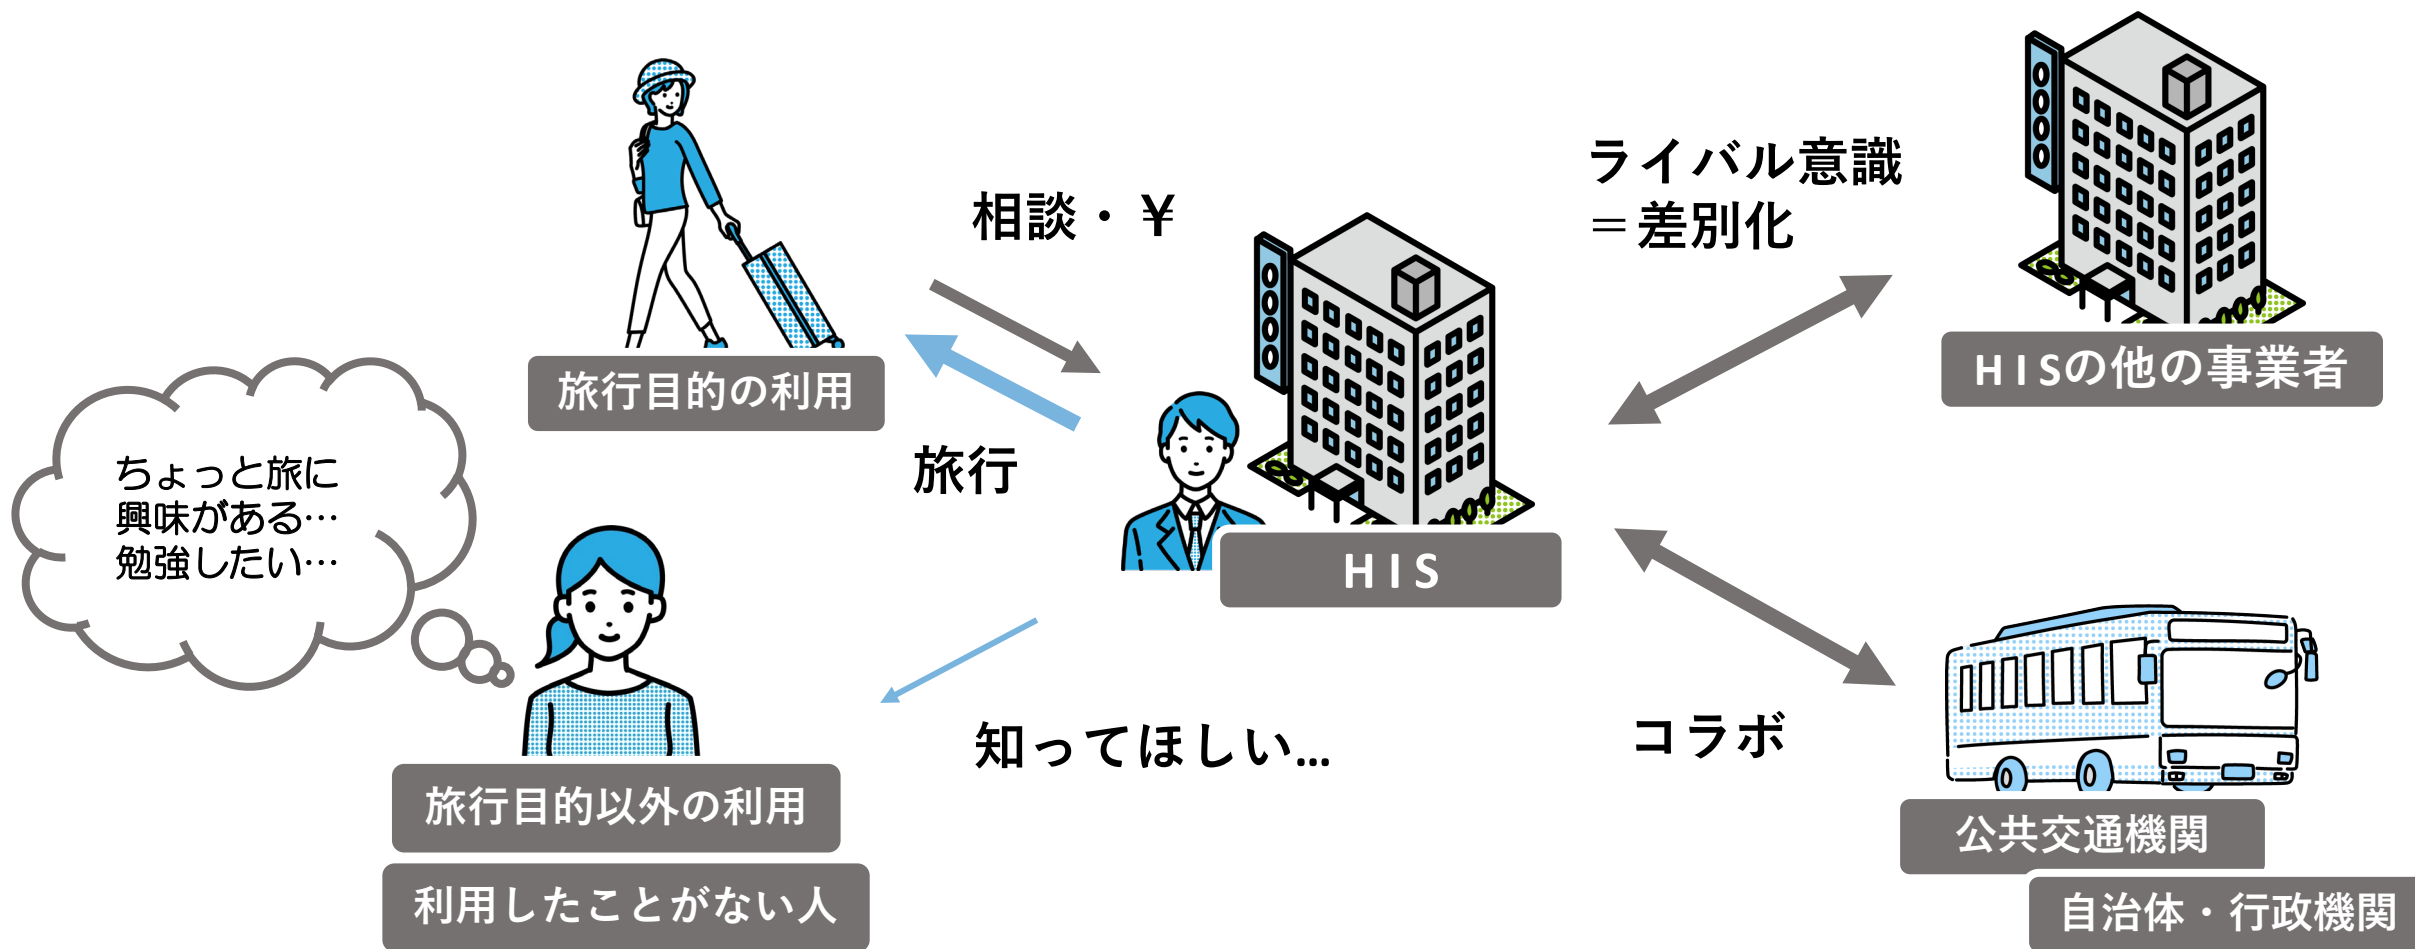 相談・￥
ライバル意識
＝差別化
HISの他の事業者
旅行目的の利用
旅行
ちょっと旅に
興味がある…
勉強したい…
HIS
知ってほしい...
コラボ
旅行目的以外の利用
利用したことがない人
公共交通機関
自治体・行政機関